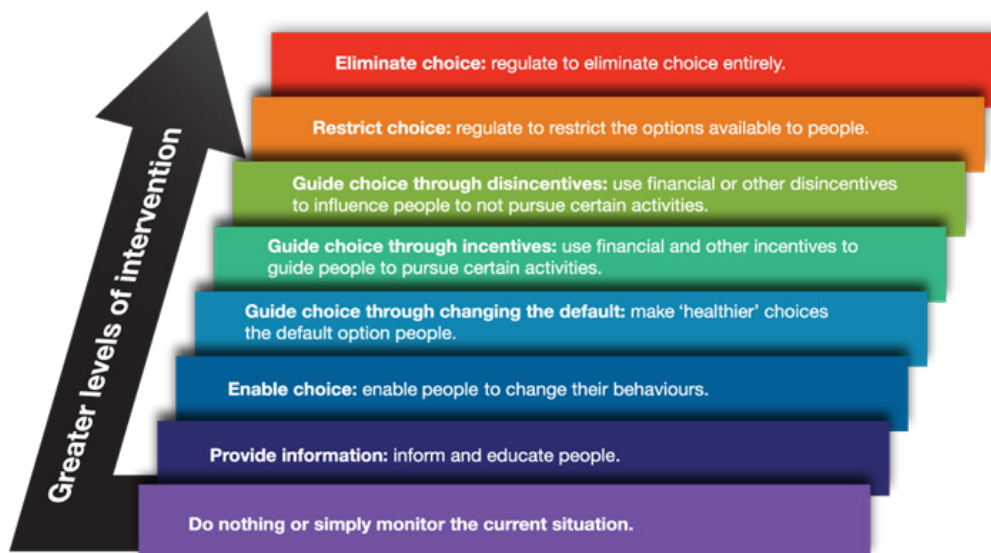 Greater levels of intervention
Eliminate choice: regulate to eliminate choice entirely.
Restrict choice: regulate to restrict the options available to people.
Guide choice through disincentives: use financial or other disincentives
to influence people to not pursue certain activities.
Guide choice through incentives: use financial and other incentives to
guide people to pursue certain activities.
Guide choice through changing the default: make ‘healthier’ choices
the default option people.
Enable choice: enable people to change their behaviours.
Provide information: inform and educate people.
Do nothing or simply monitor the current situation.